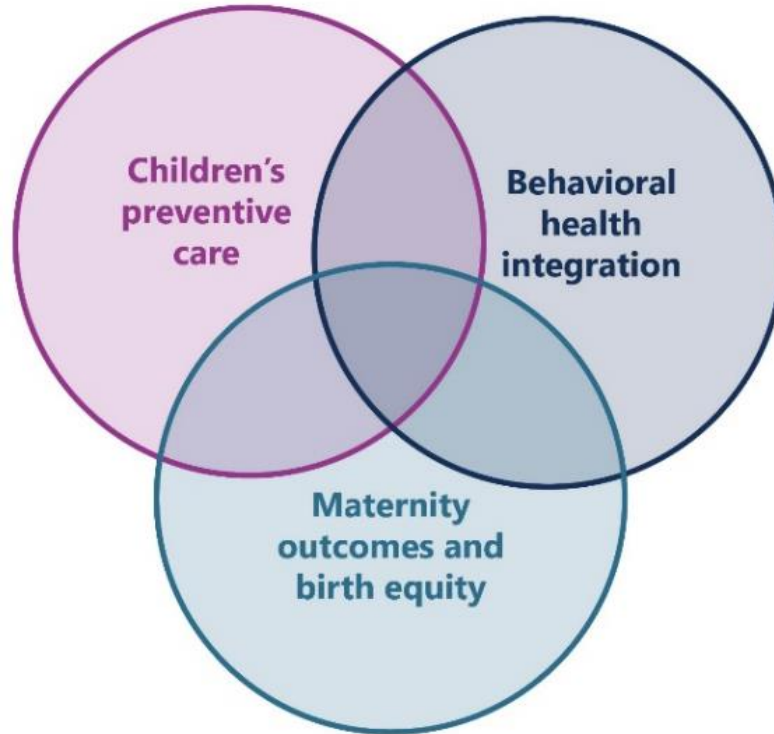 Children’s
preventive
care
Behavioral
health
integration
Maternity
outcomes and
birth equity